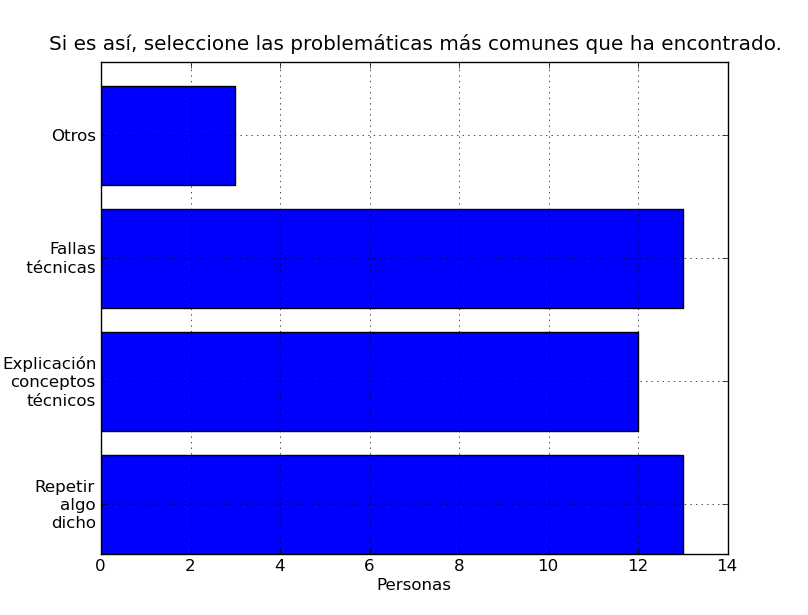 Si es así, seleccione las problemáticas más comunes que ha encontrado.
Otros
Fallas
técnicas
Explicación
conceptos
técnicos
Repetir
algo
dicho
0 2 4 6 8 10 12 14
Personas